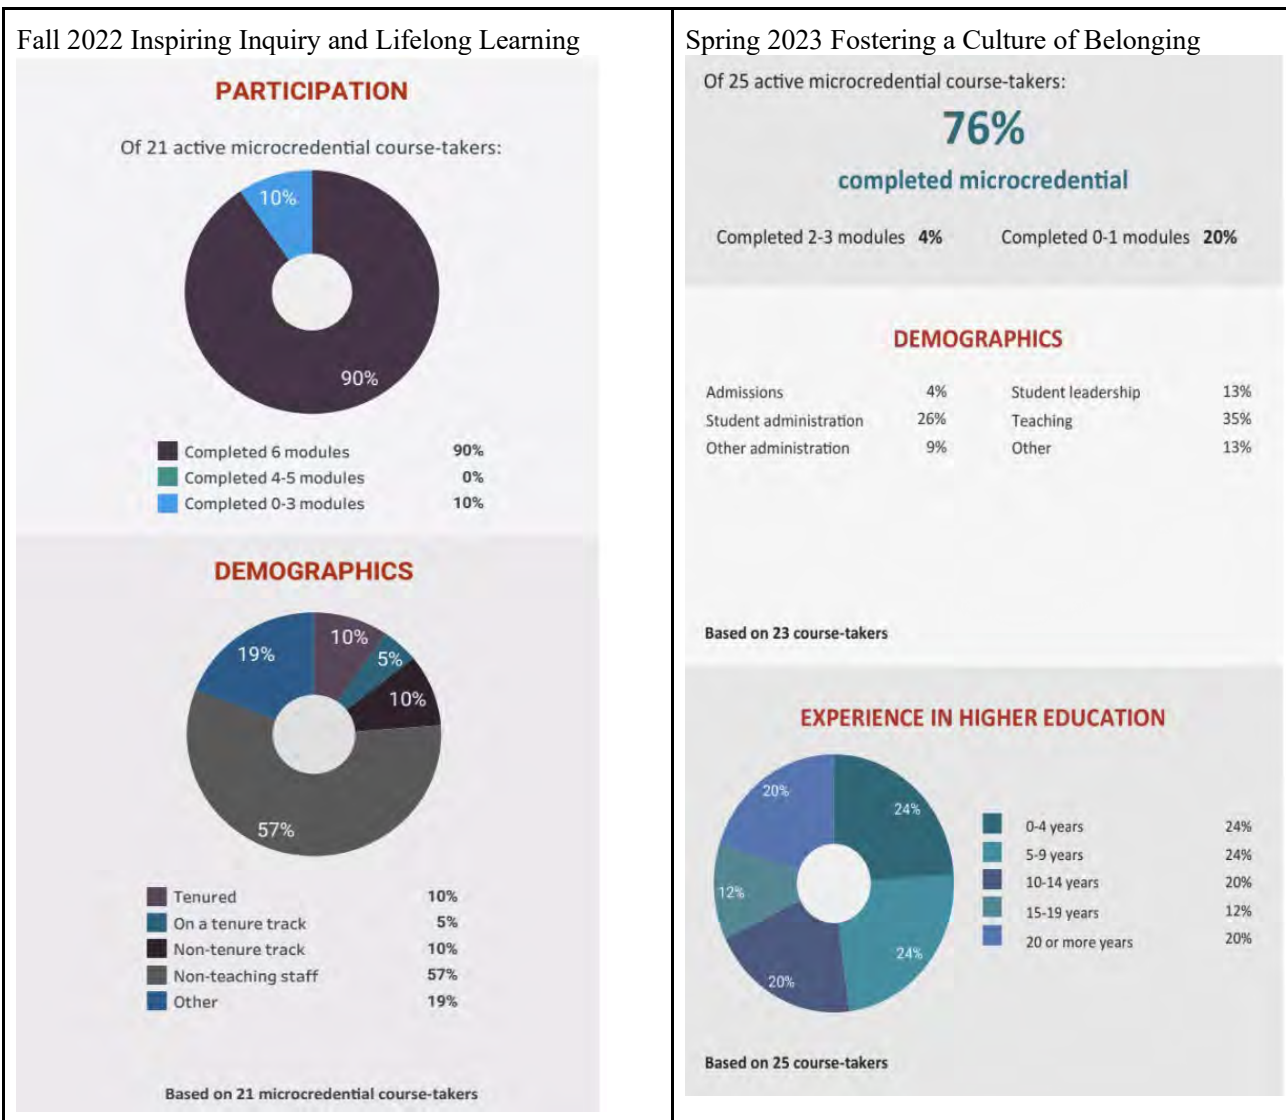 Fall 2022 Inspiring Inquiry and Lifelong Learning
PARTICIPATION
Of 21 active microcredential course-takers:
10%
90%
Completed 6 modules 90%
Completed 4-5 modules 0%
Completed 0-3 modules 10%
DEMOGRAPHICS
10%
19%
5%
10%
57%
Tenured 10%
On a tenure track 5%
Non-tenure track 10%
Non-teaching staff 57%
Other 19%
Based on 21 microcredential course-takers
Spring 2023 Fostering a Culture of Belonging
Of 25 active microcredential course-takers:
76%
completed microcredential
Completed 2-3 modules 4% Completed 0-1 modules 20%
DEMOGRAPHICS
Admissions 4% Student leadership 13%
Student administration 26% Teaching 35%
Other administration 9% Other 13%
Based on 23 course-takers
EXPERIENCE IN HIGHER EDUCATION
20%
24%
12%
24%
20%
0-4 years 24%
5-9 years 24%
10-14 years 20%
15-19 years 12%
20 or more years 20%
Based on 25 course-takers